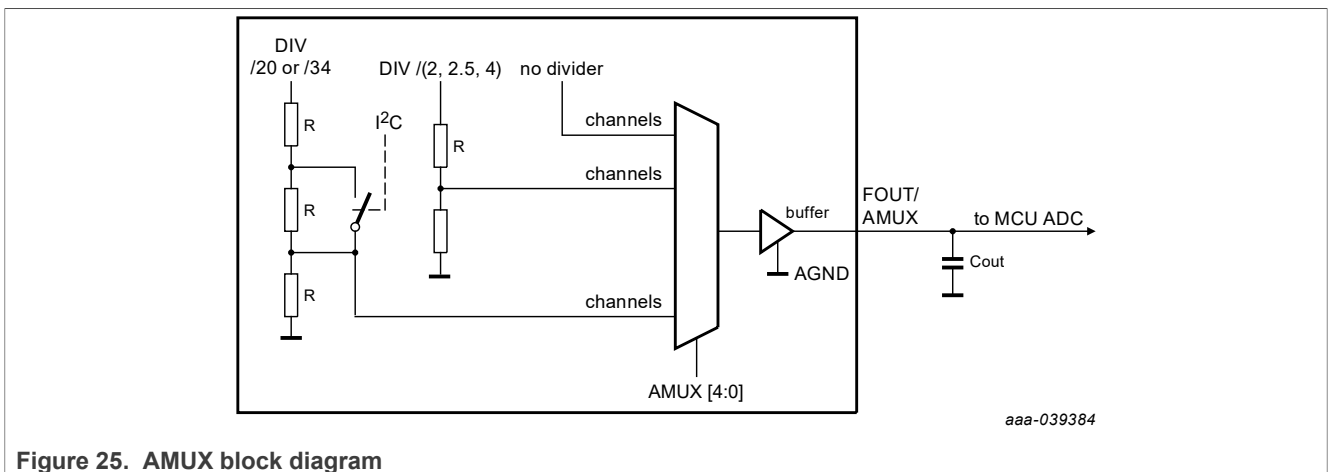 DIV
/20 or /34
DIV /(2, 2.5, 4)
no divider
R
I2C
channels
R
channels
R
buffer
FOUT/
AMUX
to MCU ADC
AGND
Cout
R
channels
AMUX [4:0]
aaa-039384
Figure 25. AMUX block diagram